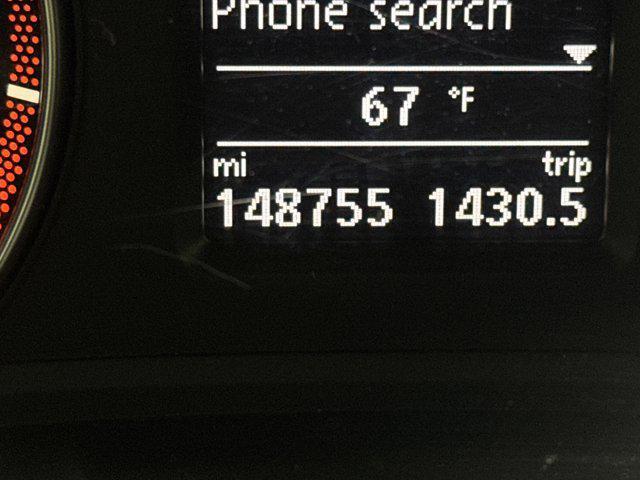 Phone search
67 °F
mi trip
148755 1430.5